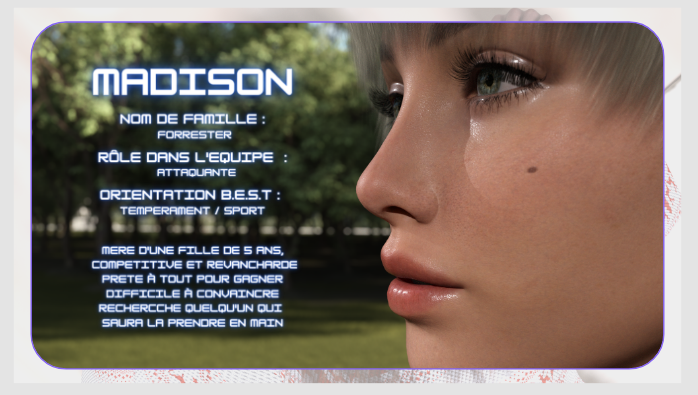 MADISON
NOM DE FAMILLE :
FORRESTER
RÔLE DANS L'EQUIPE :
ATTAQUANTE
ORIENTATION B.E.S.T :
TEMPERAMENT / SPORT
MERE D'UNE FILLE DE 5 ANS,
COMPETITIVE ET REVANCHARDE
PRETE À TOUT POUR GAGNER
DIFFICILE À CONVAINCRE
RECHERCCHE QUELQU'UN QUI
SAURA LA PRENDRE EN MAIN